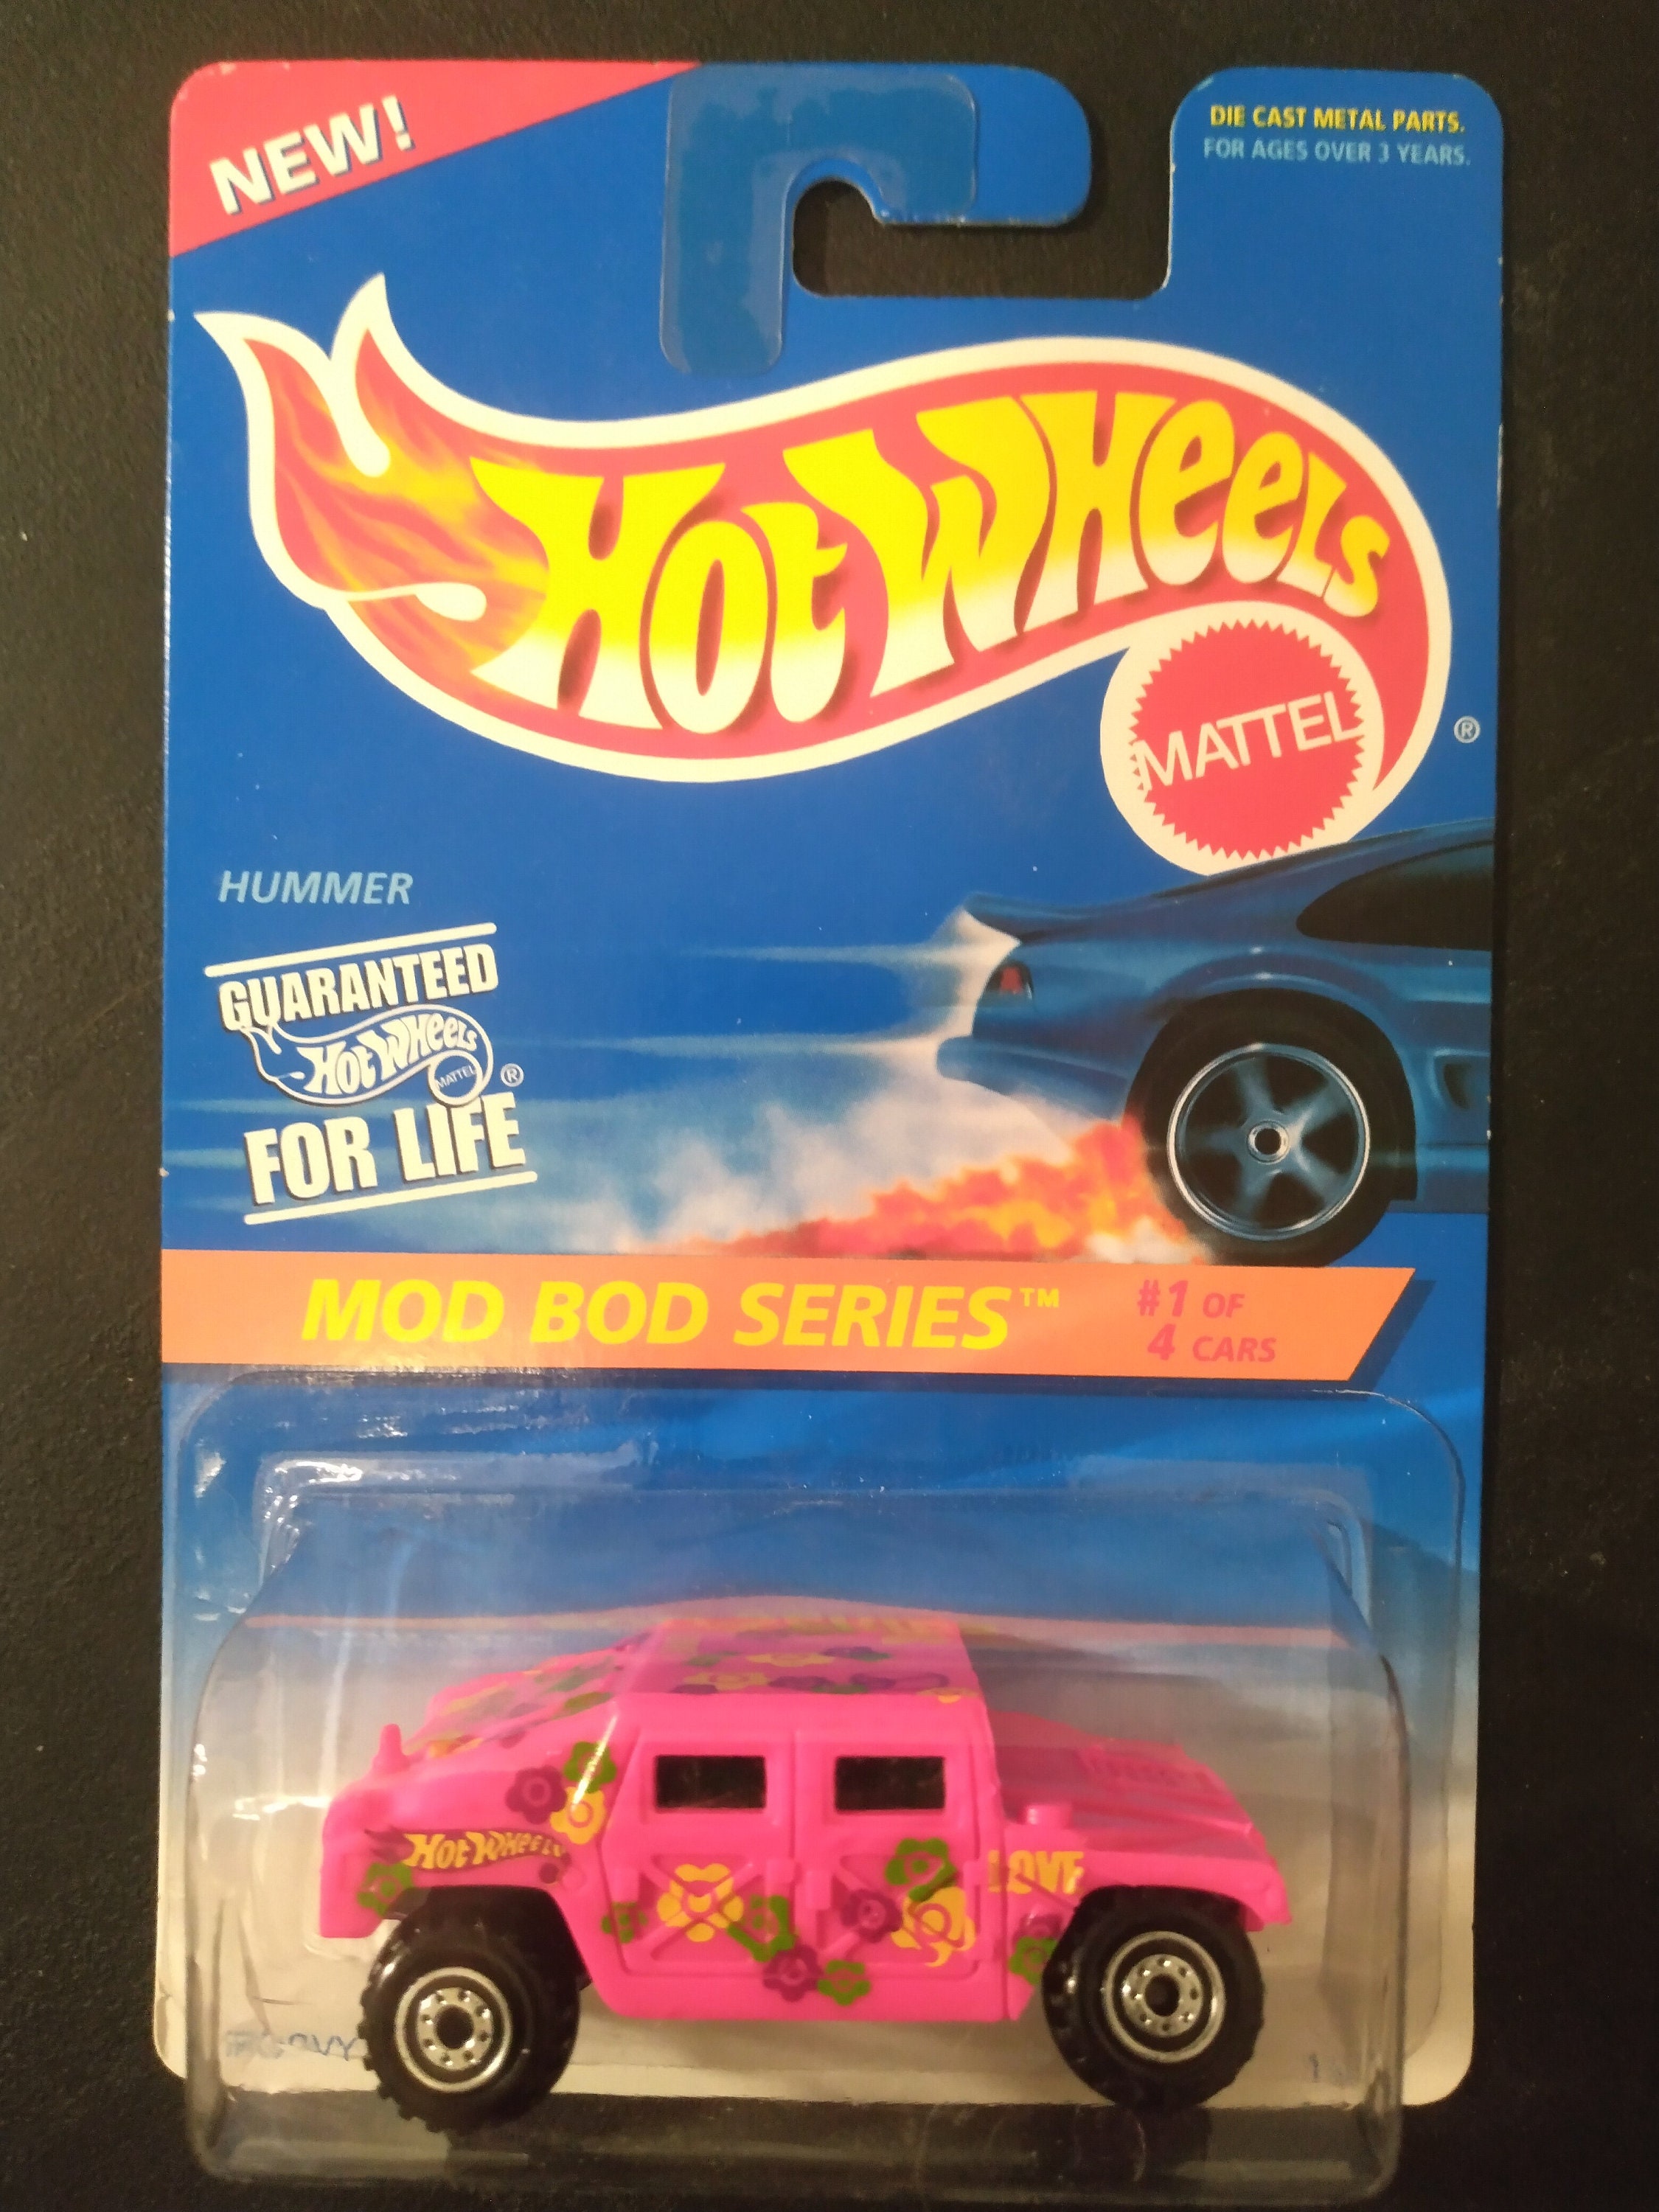 NEW!
DIE CAST METAL PARTS.
FOR AGES OVER 3 YEARS.
HOT WHEELS
MATTEL
®
HUMMER
GUARANTEED
HOT WHEELS
MATTEL
®
FOR LIFE
MOD BOD SERIES™
#1 OF
4 CARS
HOT WHEELS
LOVE